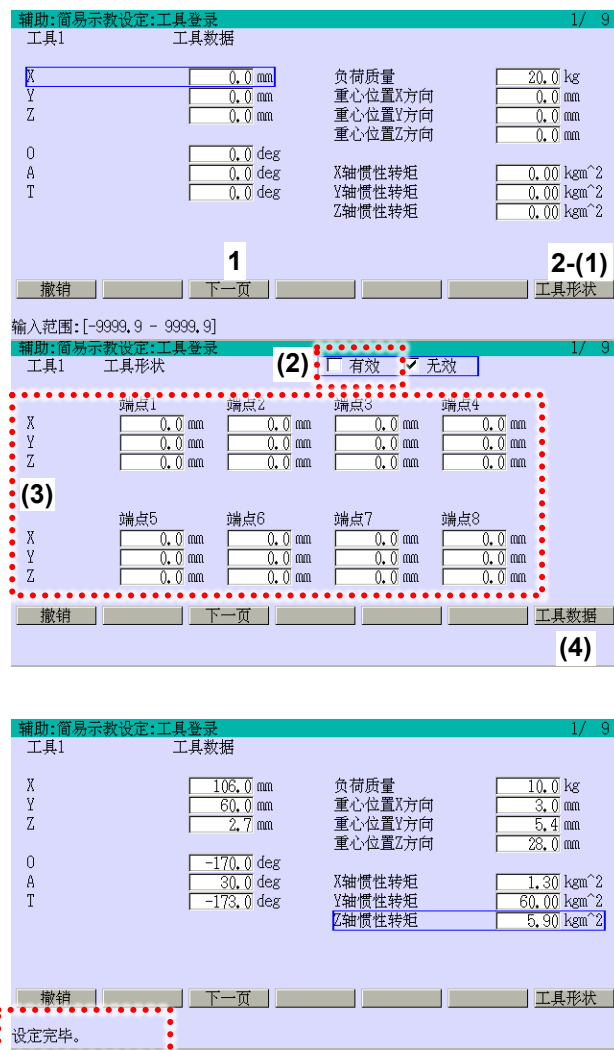 辅助:简易示教设定:工具登录 1/ 9
工具1 工具数据
X 0.0 mm 负荷质量 20.0 kg
Y 0.0 mm 重心位置X方向 0.0 mm
Z 0.0 mm 重心位置Y方向 0.0 mm
重心位置Z方向 0.0 mm
O 0.0 deg
A 0.0 deg X轴惯性转矩 0.00 kgm^2
T 0.0 deg Y轴惯性转矩 0.00 kgm^2
Z轴惯性转矩 0.00 kgm^2
1 2-(1)
撤销 下一页 工具形状
输入范围:[-9999.9 - 9999.9]
辅助:简易示教设定:工具登录 1/ 9
工具1 工具形状 (2) 有效 ✓ 无效
端点1 端点2 端点3 端点4
X 0.0 mm 0.0 mm 0.0 mm 0.0 mm
Y 0.0 mm 0.0 mm 0.0 mm 0.0 mm
Z 0.0 mm 0.0 mm 0.0 mm 0.0 mm
(3)
端点5 端点6 端点7 端点8
X 0.0 mm 0.0 mm 0.0 mm 0.0 mm
Y 0.0 mm 0.0 mm 0.0 mm 0.0 mm
Z 0.0 mm 0.0 mm 0.0 mm 0.0 mm
撤销 下一页 工具数据
(4)
辅助:简易示教设定:工具登录 1/ 9
工具1 工具数据
X 106.0 mm 负荷质量 10.0 kg
Y 60.0 mm 重心位置X方向 3.0 mm
Z 2.7 mm 重心位置Y方向 5.4 mm
重心位置Z方向 28.0 mm
O -170.0 deg
A 30.0 deg X轴惯性转矩 1.30 kgm^2
T -173.0 deg Y轴惯性转矩 60.00 kgm^2
Z轴惯性转矩 5.90 kgm^2
撤销 下一页 工具形状
设定完毕。